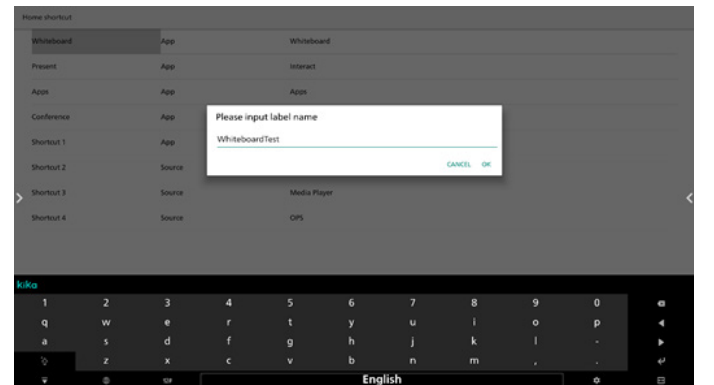 Home shortcut
Whiteboard App Whiteboard
Present App Interact
Apps App Apps
Conference App
Shortcut 1 App
Shortcut 2 Source
Shortcut 3 Source Media Player
Shortcut 4 Source OPS
Please input label name
WhiteboardTest
CANCEL OK
kika
1 2 3 4 5 6 7 8 9 0
q w e r t y u i o p
a s d f g h j k l -
z x c v b n m , .
English